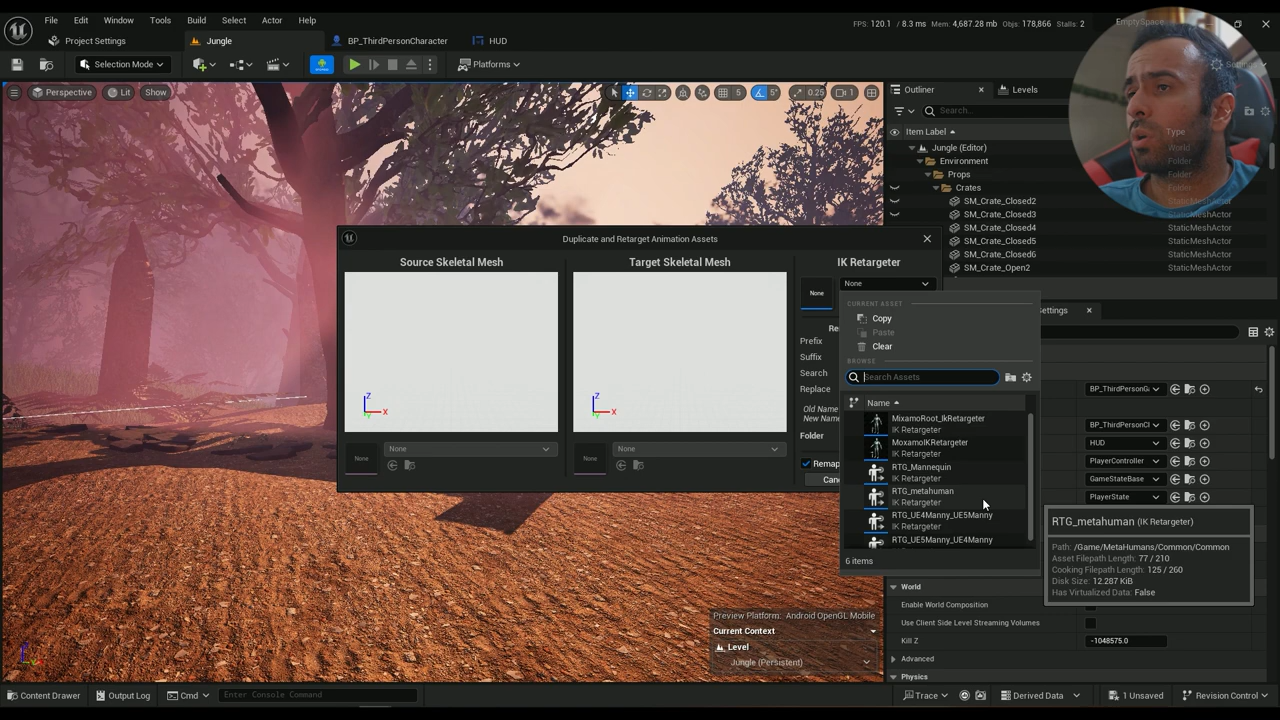 File Edit Window Tools Build Select Actor Help
FPS: 120.1 / 8.3 ms Mem: 4,687.28 mb Objs: 178,866 Stalls: 2
EmptySpace
Project Settings
Jungle
BP_ThirdPersonCharacter
HUD
Selection Mode
Platforms
Settings
Perspective Lit Show
5 5° 0.25 1
Outliner
Levels
Search...
Item Label
Type
Jungle (Editor) World
Environment Folder
Props Folder
Crates Folder
SM_Crate_Closed2 StaticMeshActor
SM_Crate_Closed3 StaticMeshActor
SM_Crate_Closed4 StaticMeshActor
SM_Crate_Closed5 StaticMeshActor
SM_Crate_Closed6 StaticMeshActor
SM_Crate_Open2 StaticMeshActor
Duplicate and Retarget Animation Assets
Source Skeletal Mesh
Target Skeletal Mesh
IK Retargeter
Z X Y
Z X Y
None
None
None
None
None
None
Prefix
Suffix
Search
Replace
Old Name
New Name
Folder
Remap
CURRENT ASSET
Copy
Paste
Clear
BROWSE
Search Assets
Name
MixamoRoot_IkRetargeter
IK Retargeter
MoxamoIKRetargeter
IK Retargeter
RTG_Mannequin
IK Retargeter
RTG_metahuman
IK Retargeter
RTG_UE4Manny_UE5Manny
IK Retargeter
RTG_UE5Manny_UE4Manny
6 items
Settings
BP_ThirdPersonGa
BP_ThirdPersonCl
HUD
PlayerController
GameStateBase
PlayerState
RTG_metahuman (IK Retargeter)
Path: /Game/MetaHumans/Common/Common
Asset Filepath Length: 77 / 210
Cooking Filepath Length: 125 / 260
Disk Size: 12.287 KiB
Has Virtualized Data: False
World
Enable World Composition
Use Client Side Level Streaming Volumes
Kill Z -1048575.0
Advanced
Physics
Preview Platform: Android OpenGL Mobile
Current Context
Level
Jungle (Persistent)
Content Drawer Output Log Cmd Enter Console Command
Trace Derived Data 1 Unsaved Revision Control